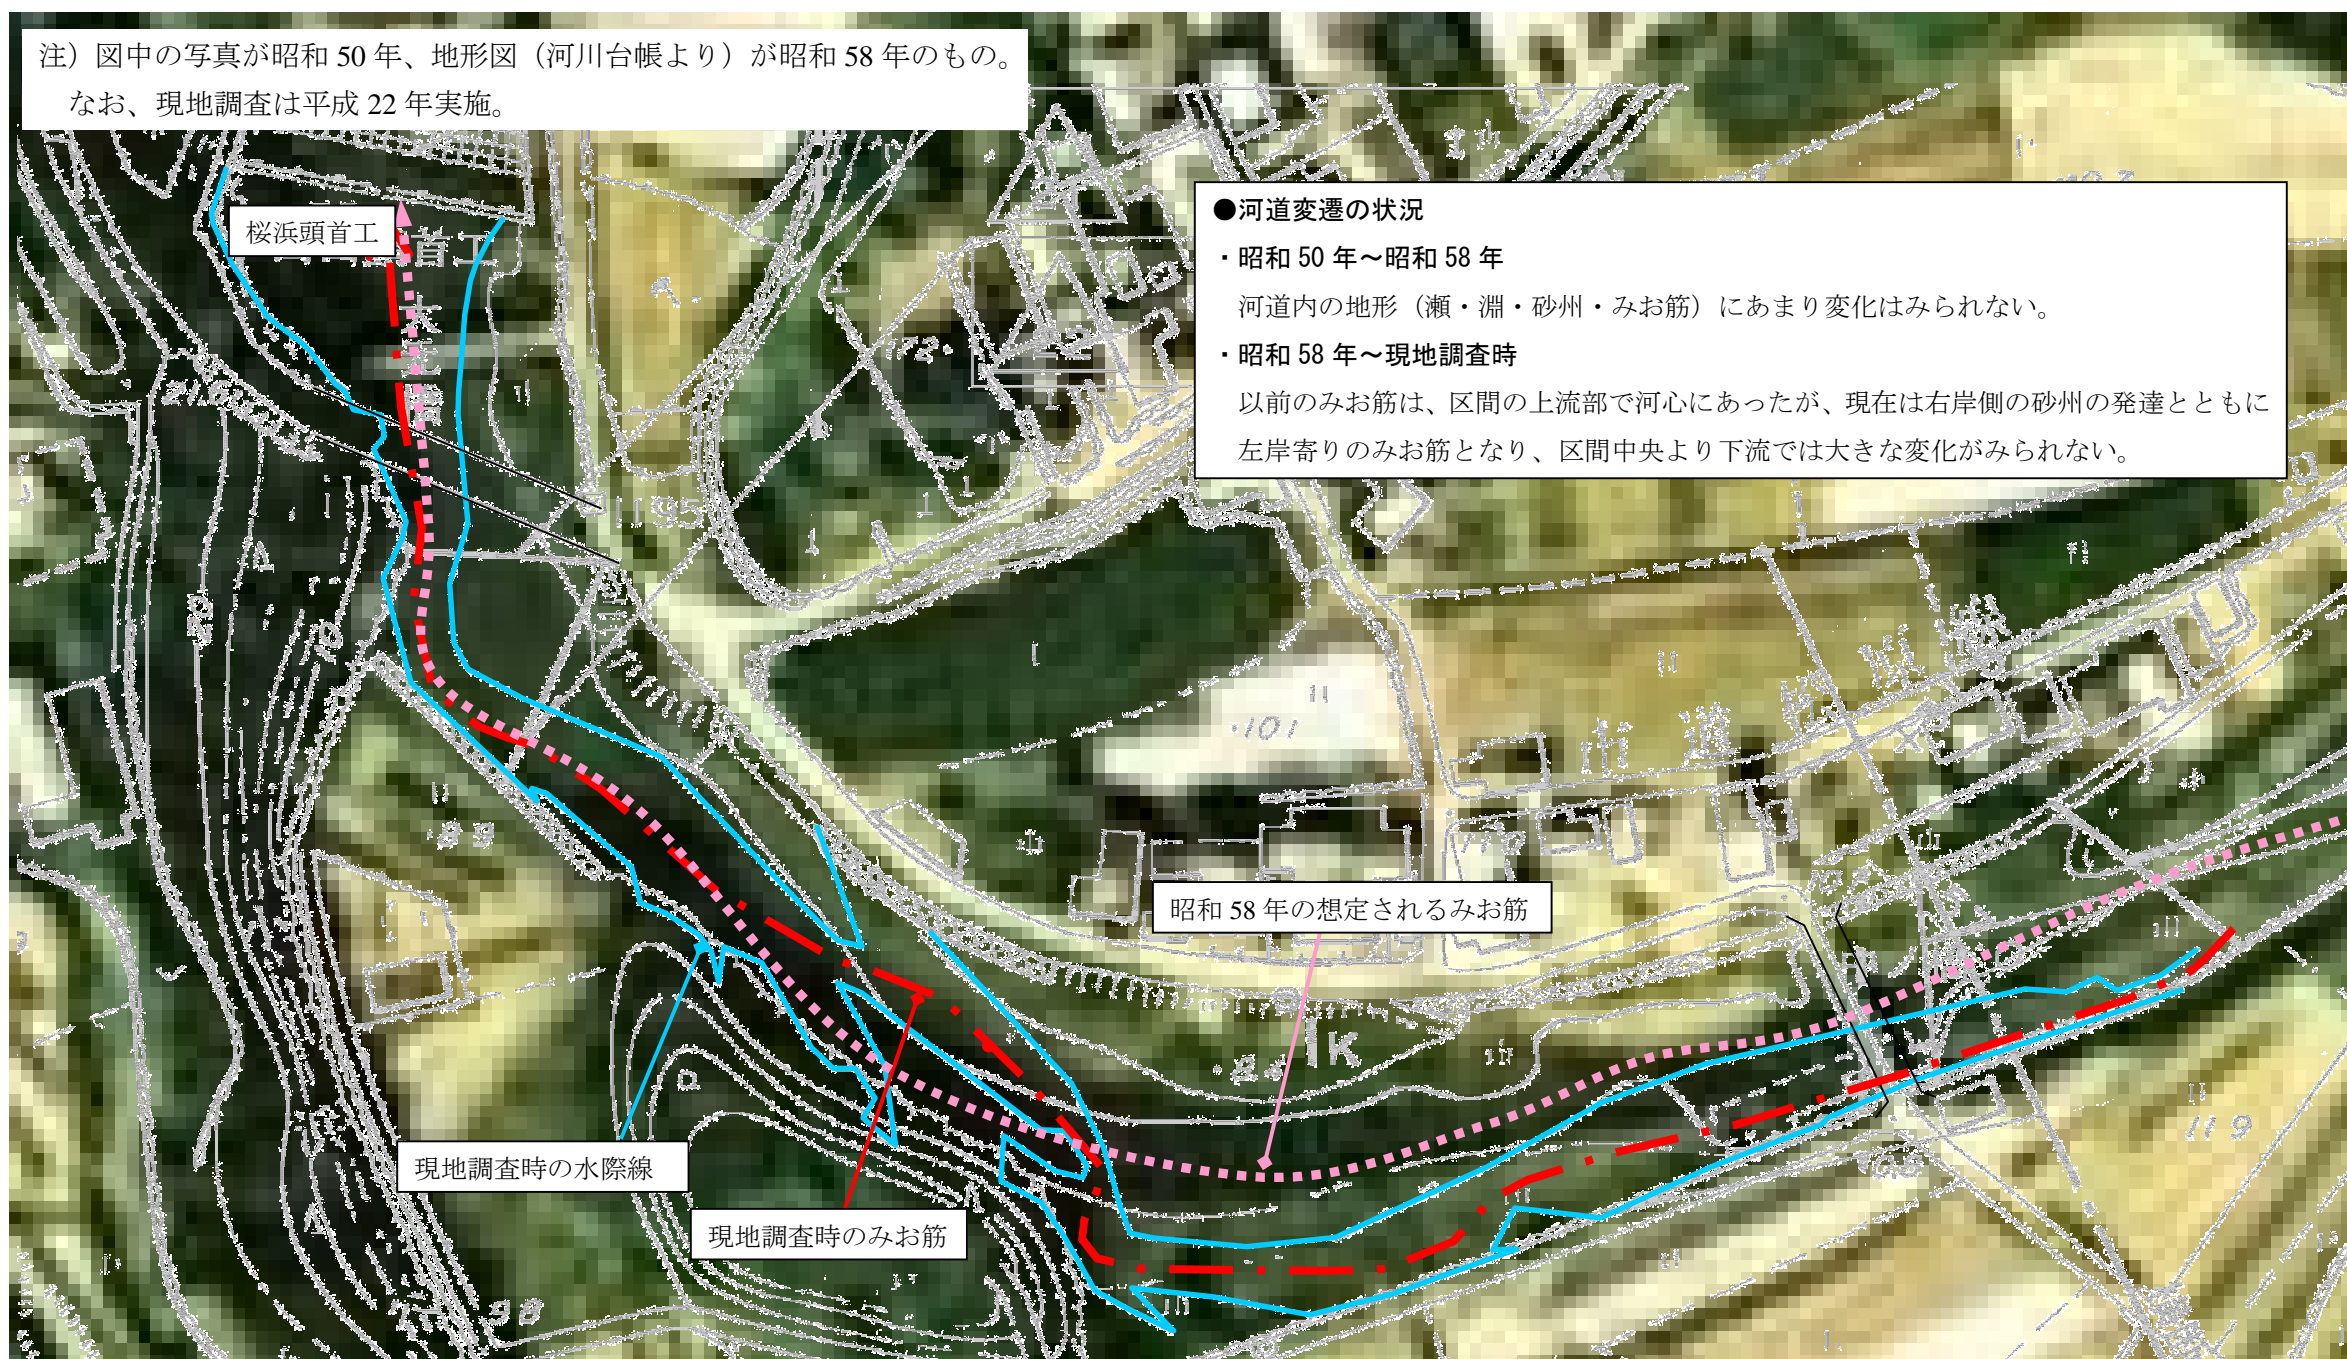 注）図中の写真が昭和 50 年、地形図（河川台帳より）が昭和 58 年のもの。
なお、現地調査は平成 22 年実施。
桜浜頭首工
首工
●河道変遷の状況
・昭和 50 年～昭和 58 年
河道内の地形（瀬・淵・砂州・みお筋）にあまり変化はみられない。
・昭和 58 年～現地調査時
以前のみお筋は、区間の上流部で河心にあったが、現在は右岸側の砂州の発達とともに
左岸寄りのみお筋となり、区間中央より下流では大きな変化がみられない。
172
1195
・101
・99
昭和 58 年の想定されるみお筋
1K
119
現地調査時の水際線
現地調査時のみお筋
98